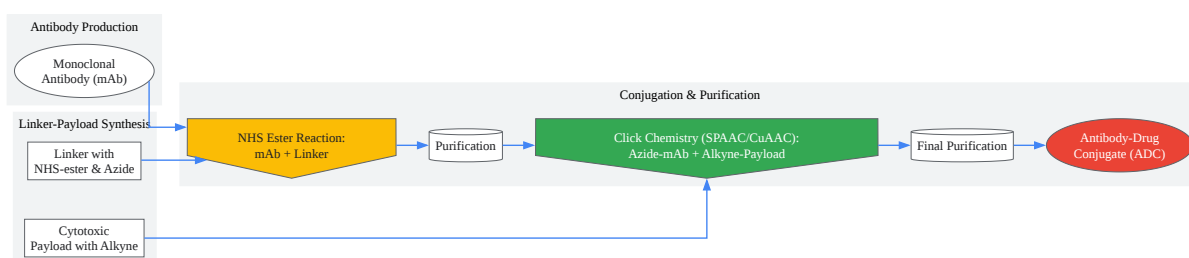 Antibody Production
Monoclonal
Antibody (mAb)
Linker-Payload Synthesis
Linker with
NHS-ester & Azide
Cytotoxic
Payload with Alkyne
Conjugation & Purification
NHS Ester Reaction:
mAb + Linker
Purification
Click Chemistry (SPAAC/CuAAC):
Azide-mAb + Alkyne-Payload
Final Purification
Antibody-Drug
Conjugate (ADC)